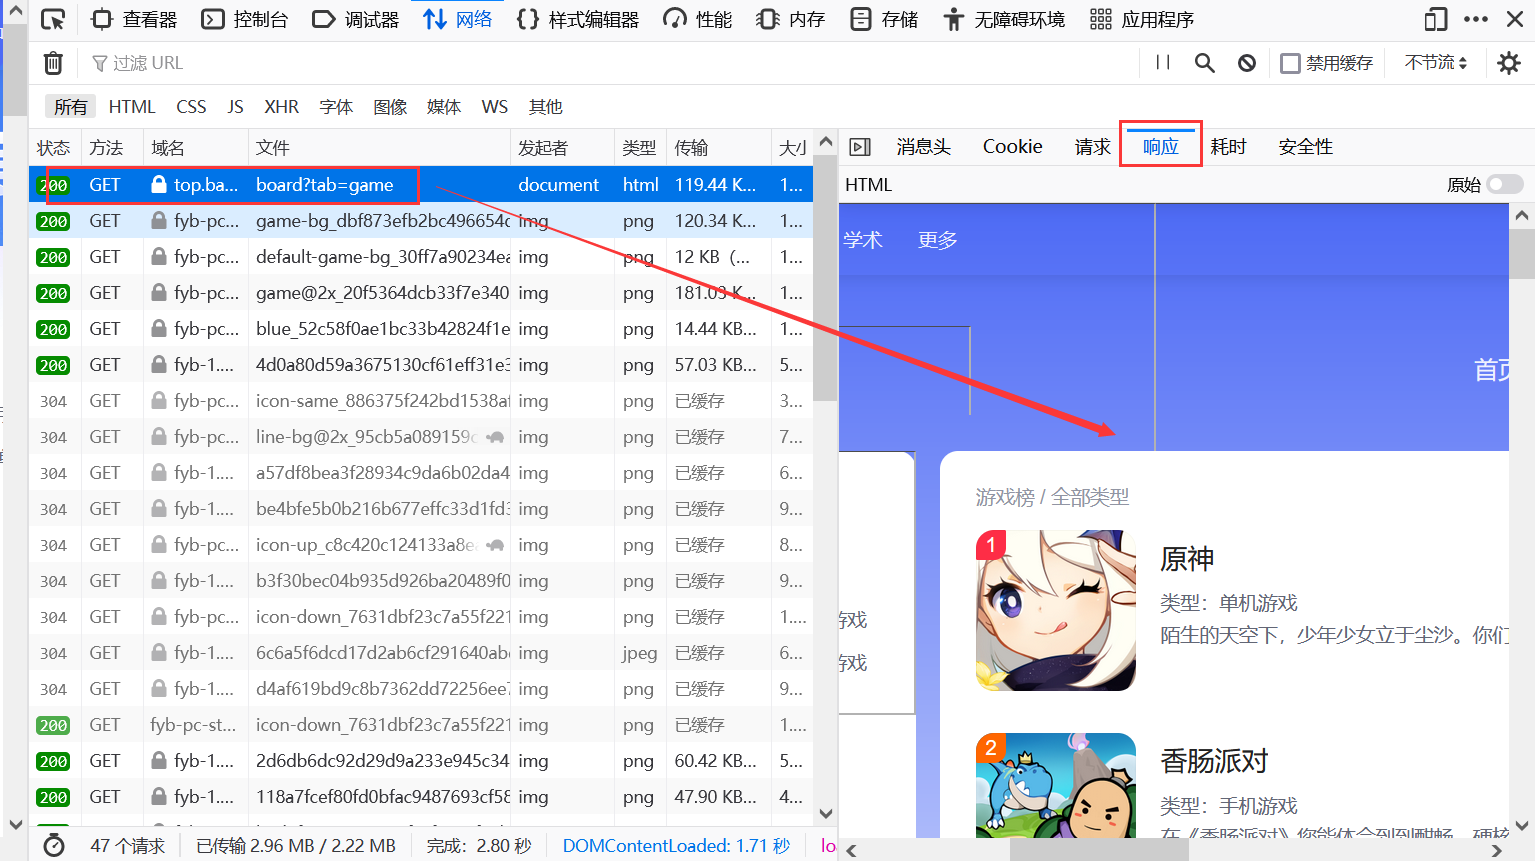 查看器 控制台 调试器 网络 样式编辑器 性能 内存 存储 无障碍环境 应用程序
过滤 URL 禁用缓存 不节流
所有 HTML CSS JS XHR 字体 图像 媒体 WS 其他
状态 方法 域名 文件 发起者 类型 传输 大小
200 GET top.ba... board?tab=game document html 119.44 K... 1...
200 GET fyb-pc... game-bg_dbf873efb2bc496654c img png 120.34 K... 1...
200 GET fyb-pc... default-game-bg_30ff7a90234ea img png 12 KB（... 1...
200 GET fyb-pc... game@2x_20f5364dcb33f7e340 img png 181.03 K... 1...
200 GET fyb-pc... blue_52c58f0ae1bc33b42824f1e img png 14.44 KB... 1...
200 GET fyb-1.... 4d0a80d59a3675130cf61eff31e3 img png 57.03 KB... 5...
304 GET fyb-pc... icon-same_886375f242bd1538af img png 已缓存 3...
304 GET fyb-pc... line-bg@2x_95cb5a089159c img png 已缓存 7...
304 GET fyb-1.... a57df8bea3f28934c9da6b02da4 img png 已缓存 6...
304 GET fyb-1.... be4bfe5b0b216b677effc33d1fd3 img png 已缓存 9...
304 GET fyb-pc... icon-up_c8c420c124133a8ea img png 已缓存 8...
304 GET fyb-1.... b3f30bec04b935d926ba20489f0 img png 已缓存 9...
304 GET fyb-pc... icon-down_7631dbf23c7a55f221 img png 已缓存 1....
304 GET fyb-1.... 6c6a5f6dcd17d2ab6cf291640abc img jpeg 已缓存 6...
304 GET fyb-1.... d4af619bd9c8b7362dd72256ee7 img png 已缓存 9...
200 GET fyb-pc-st... icon-down_7631dbf23c7a55f221 img png 已缓存 1....
200 GET fyb-1.... 2d6db6dc92d29d9a233e945c34 img png 60.42 KB... 5...
200 GET fyb-1.... 118a7fcef80fd0bfac9487693cf58 img png 47.90 KB... 4...
47 个请求 已传输 2.96 MB / 2.22 MB 完成：2.80 秒 DOMContentLoaded: 1.71 秒 lo
消息头 Cookie 请求 响应 耗时 安全性
HTML 原始
学术 更多
首页
游戏榜 / 全部类型
1
原神
类型：单机游戏
陌生的天空下，少年少女立于尘沙。你们
游戏
游戏
2
香肠派对
类型：手机游戏
在《香肠派对》你能体会到到酣畅、硬核